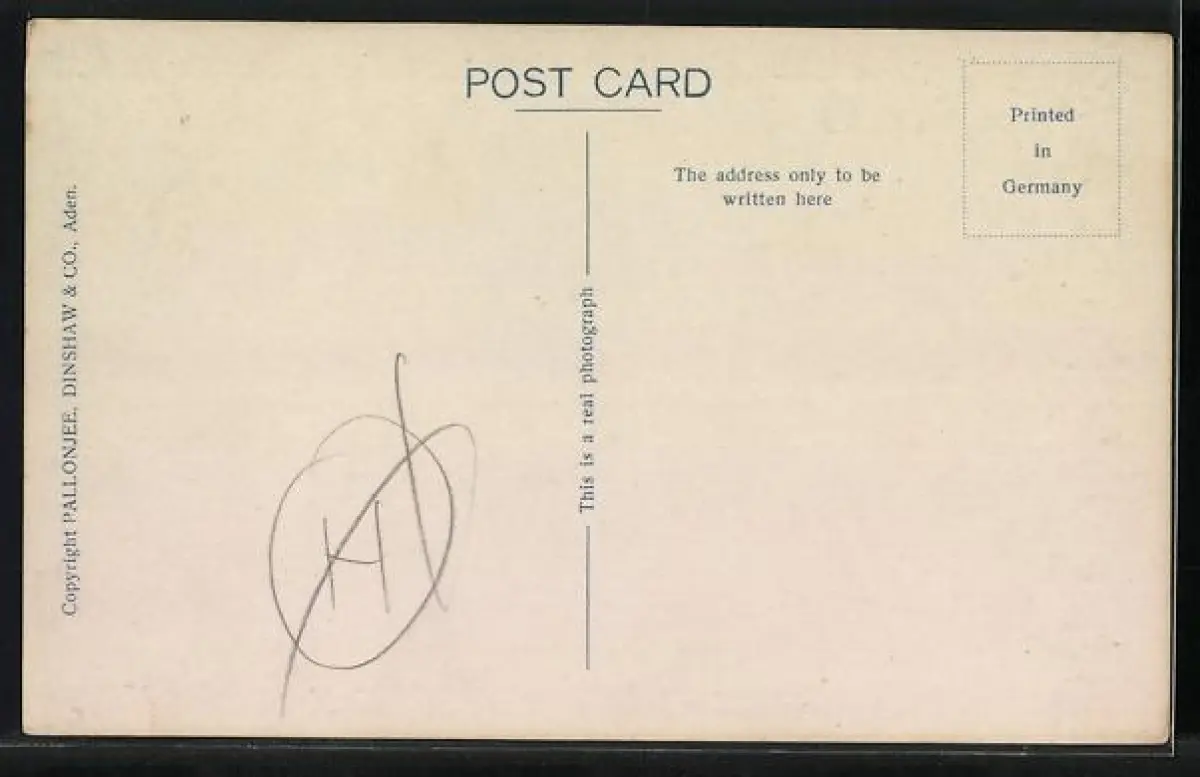 POST CARD
Printed
in
Germany
The address only to be
written here
Copyright PALLONJEE, DINSHAW & CO., Aden.
This is a real photograph
H